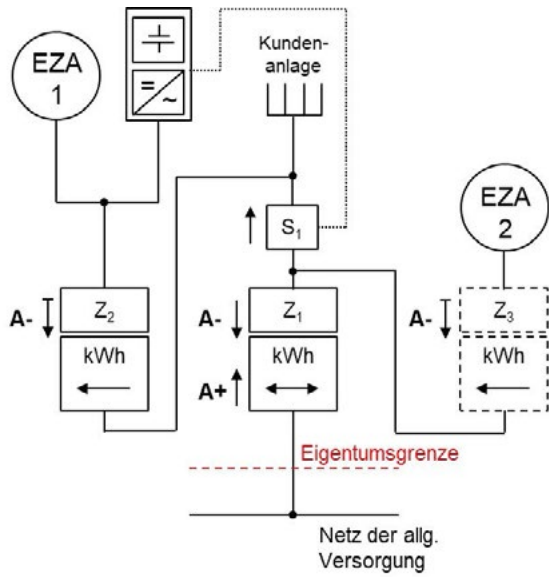 EZA
1
=
~
Kunden-
anlage
S₁
EZA
2
A-
Z₂
kWh
A-
Z₁
A+
kWh
A-
Z₃
kWh
Eigentumsgrenze
Netz der allg.
Versorgung